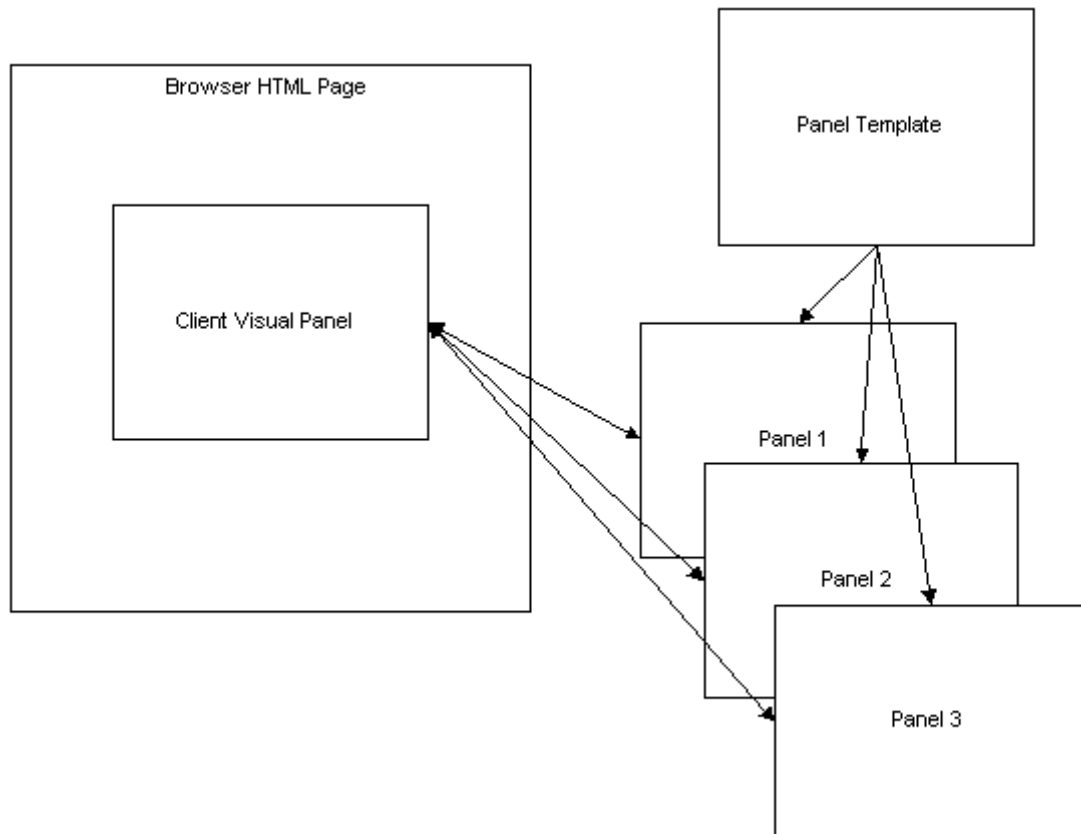 Browser HTML Page
Panel Template
Client Visual Panel
Panel 1
Panel 2
Panel 3